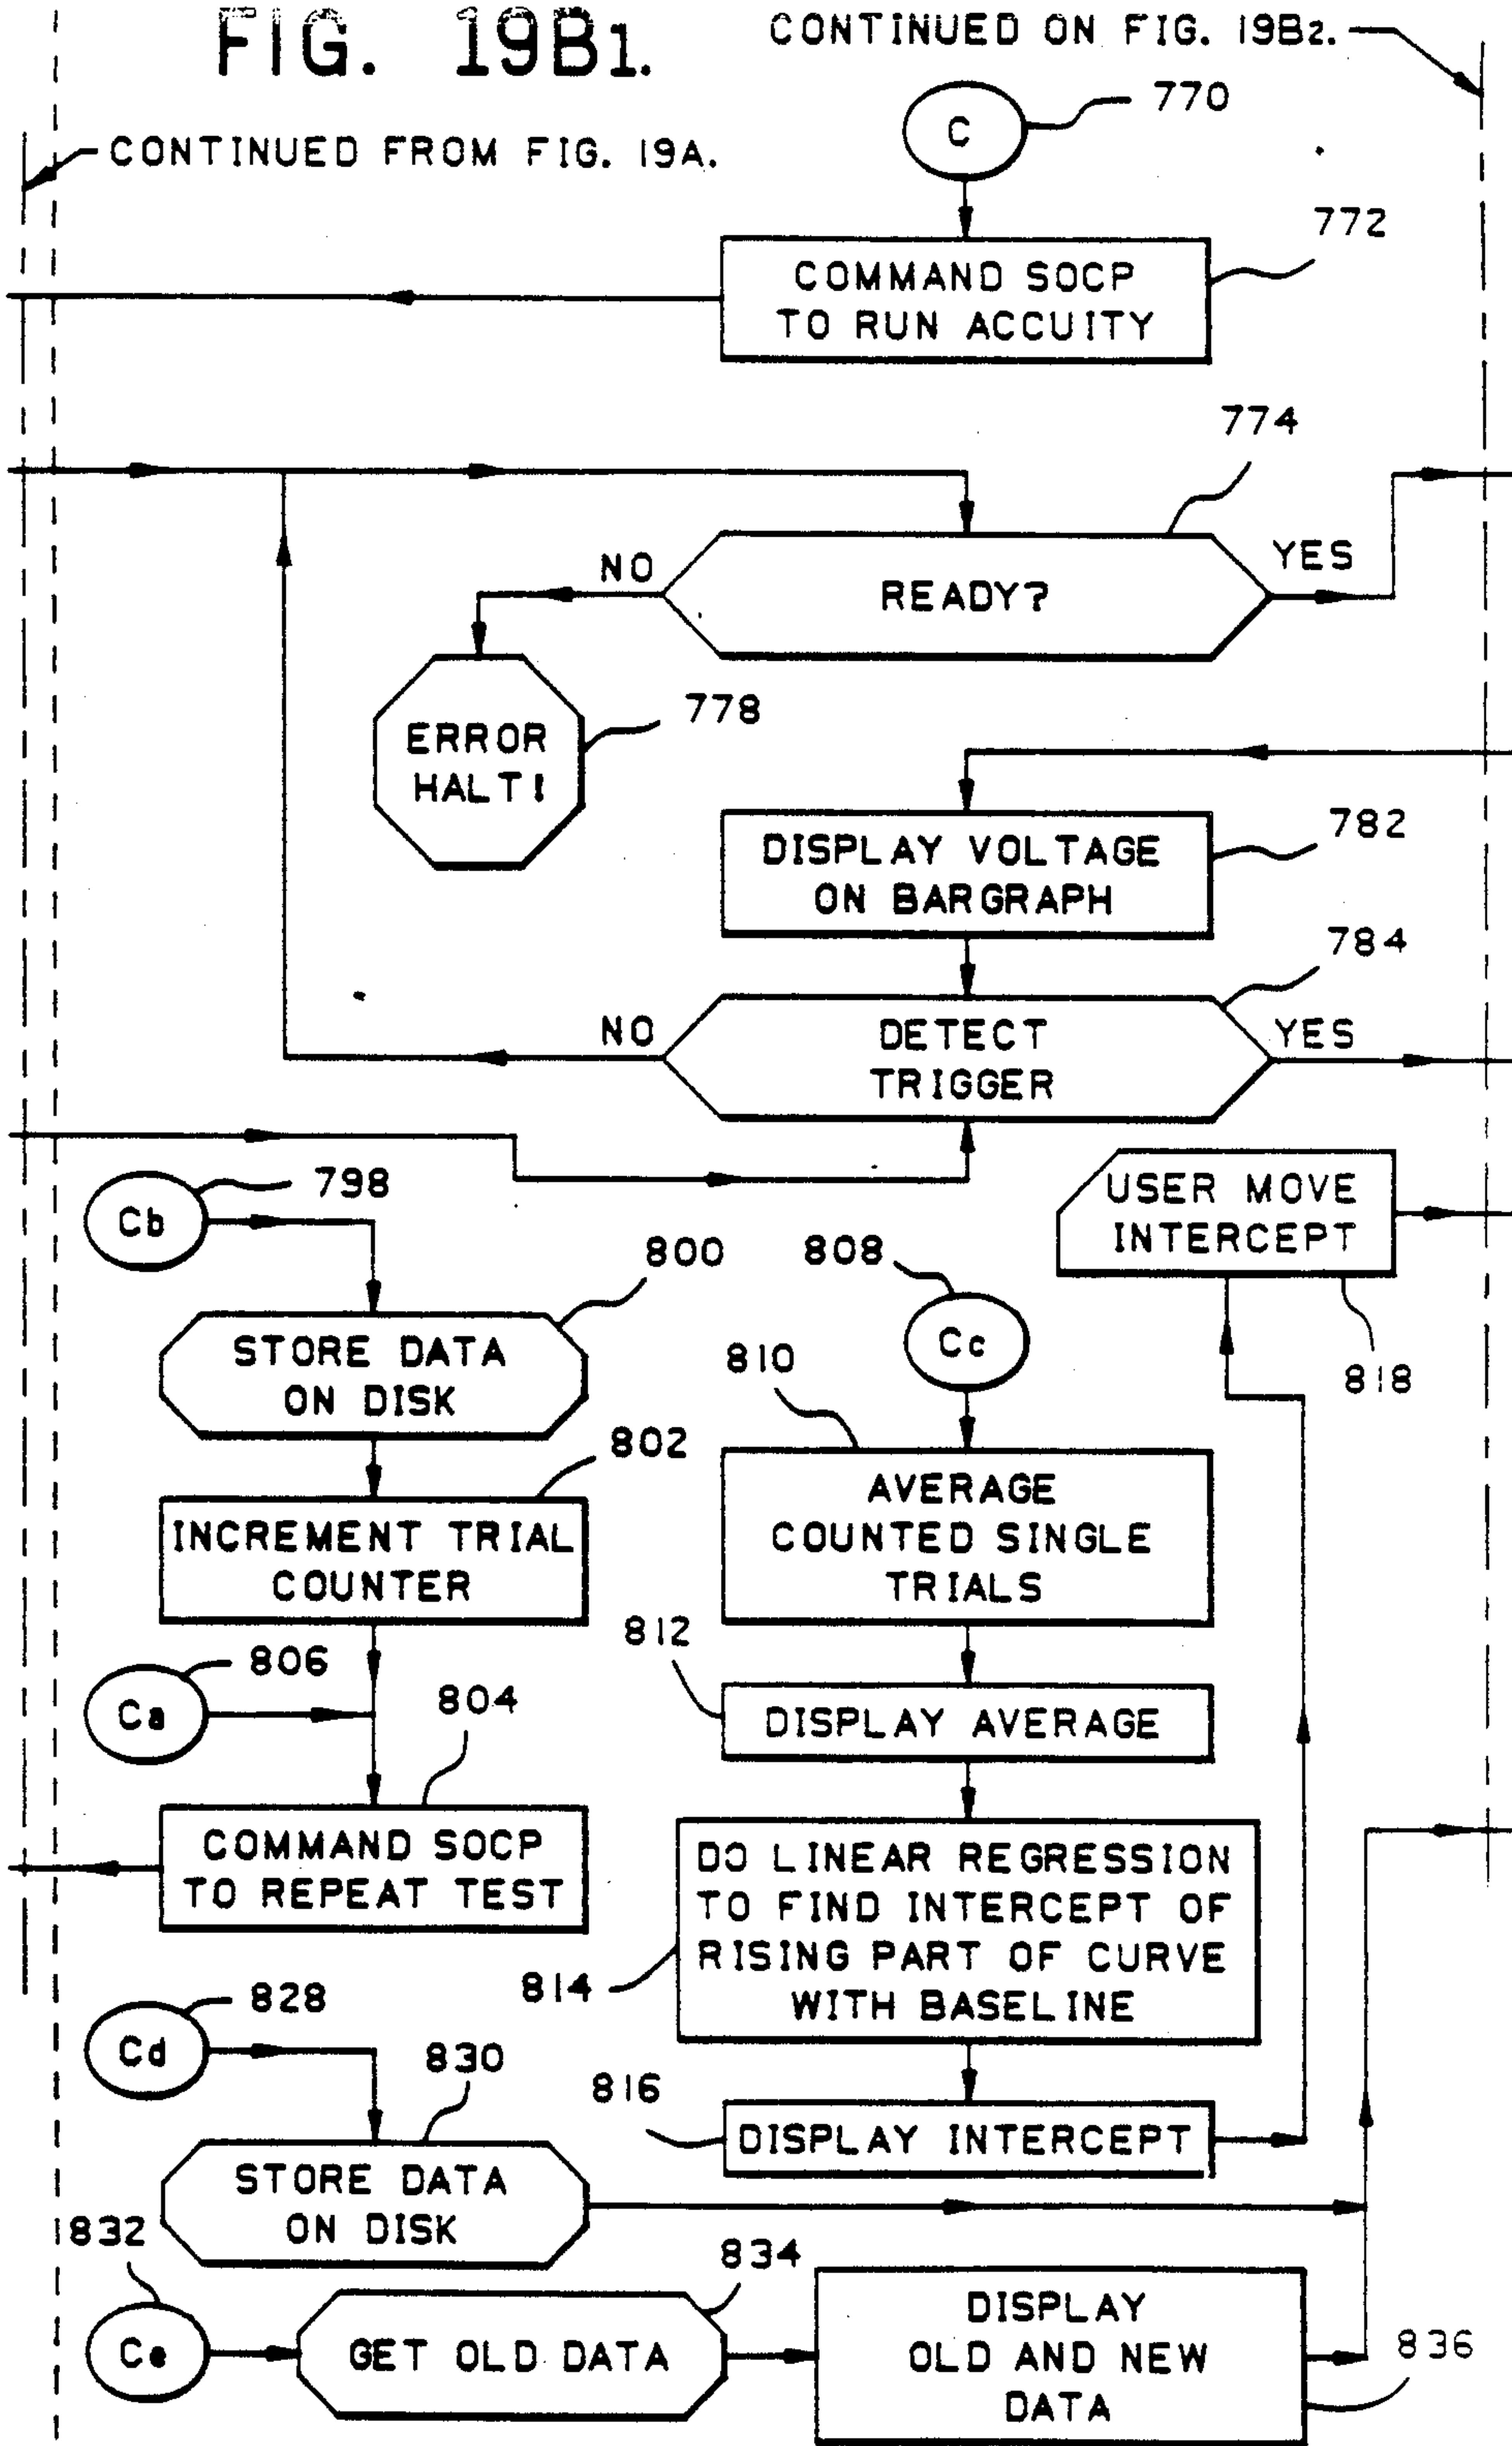 FIG. 19B1.
CONTINUED ON FIG. 19B2.
CONTINUED FROM FIG. 19A.
C
770
772
COMMAND SOCP
TO RUN ACCUITY
774
NO
READY?
YES
ERROR
HALT!
778
DISPLAY VOLTAGE
ON BARGRAPH
782
784
NO
DETECT
TRIGGER
YES
Cb
798
USER MOVE
INTERCEPT
818
800
STORE DATA
ON DISK
808
Cc
810
802
INCREMENT TRIAL
COUNTER
AVERAGE
COUNTED SINGLE
TRIALS
812
Ca
806
804
DISPLAY AVERAGE
COMMAND SOCP
TO REPEAT TEST
DO LINEAR REGRESSION
TO FIND INTERCEPT OF
RISING PART OF CURVE
WITH BASELINE
814
Cd
828
830
816
DISPLAY INTERCEPT
STORE DATA
ON DISK
832
834
Ce
GET OLD DATA
DISPLAY
OLD AND NEW
DATA
836